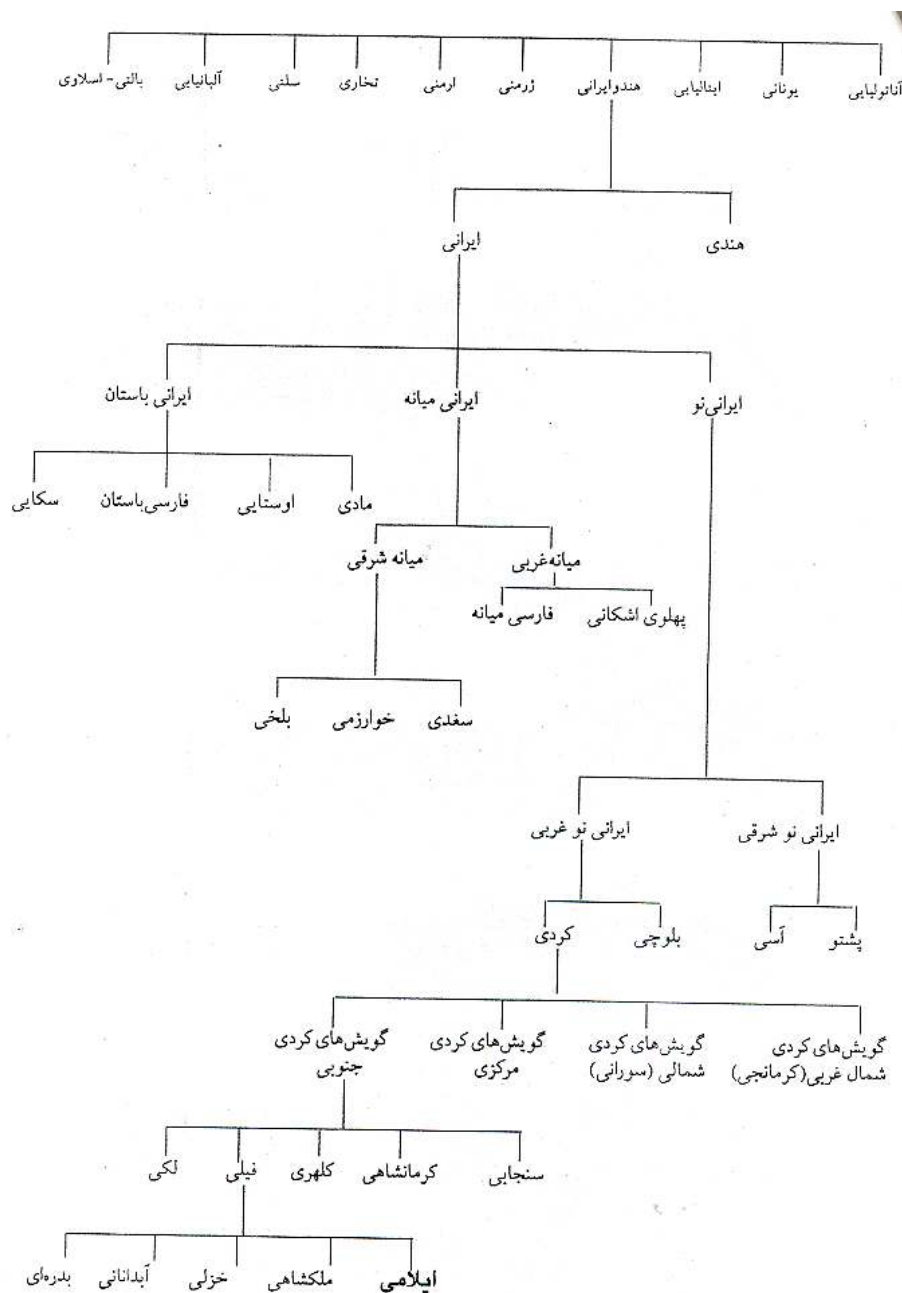 آناتولیایی یونانی ایتالیایی هندوایرانی ژرمنی ارمنی تخاری سلتی آلبانیایی بالتی-اسلاوی
هندی ایرانی
ایرانی‌نو ایرانی میانه ایرانی باستان
مادی اوستایی فارسی‌باستان سکایی
میانه‌غربی میانه شرقی
پهلوی اشکانی فارسی میانه
سغدی خوارزمی بلخی
ایرانی نو شرقی ایرانی نو غربی
پشتو آسی بلوچی کردی
گویش‌های کردی گویش‌های کردی گویش‌های کردی گویش‌های کردی
شمال غربی(کرمانجی) شمالی (سورانی) مرکزی جنوبی
سنجابی کرمانشاهی کلهری فیلی لکی
ایلامی ملکشاهی خزلی آبدانانی بدره‌ای